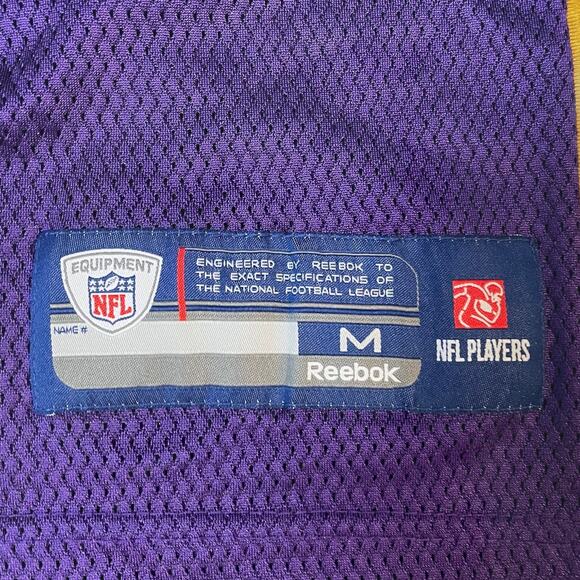 EQUIPMENT
NFL
ENGINEERED BY REEBOK TO
THE EXACT SPECIFICATIONS OF
THE NATIONAL FOOTBALL LEAGUE
NAME #
M
Reebok
NFL PLAYERS